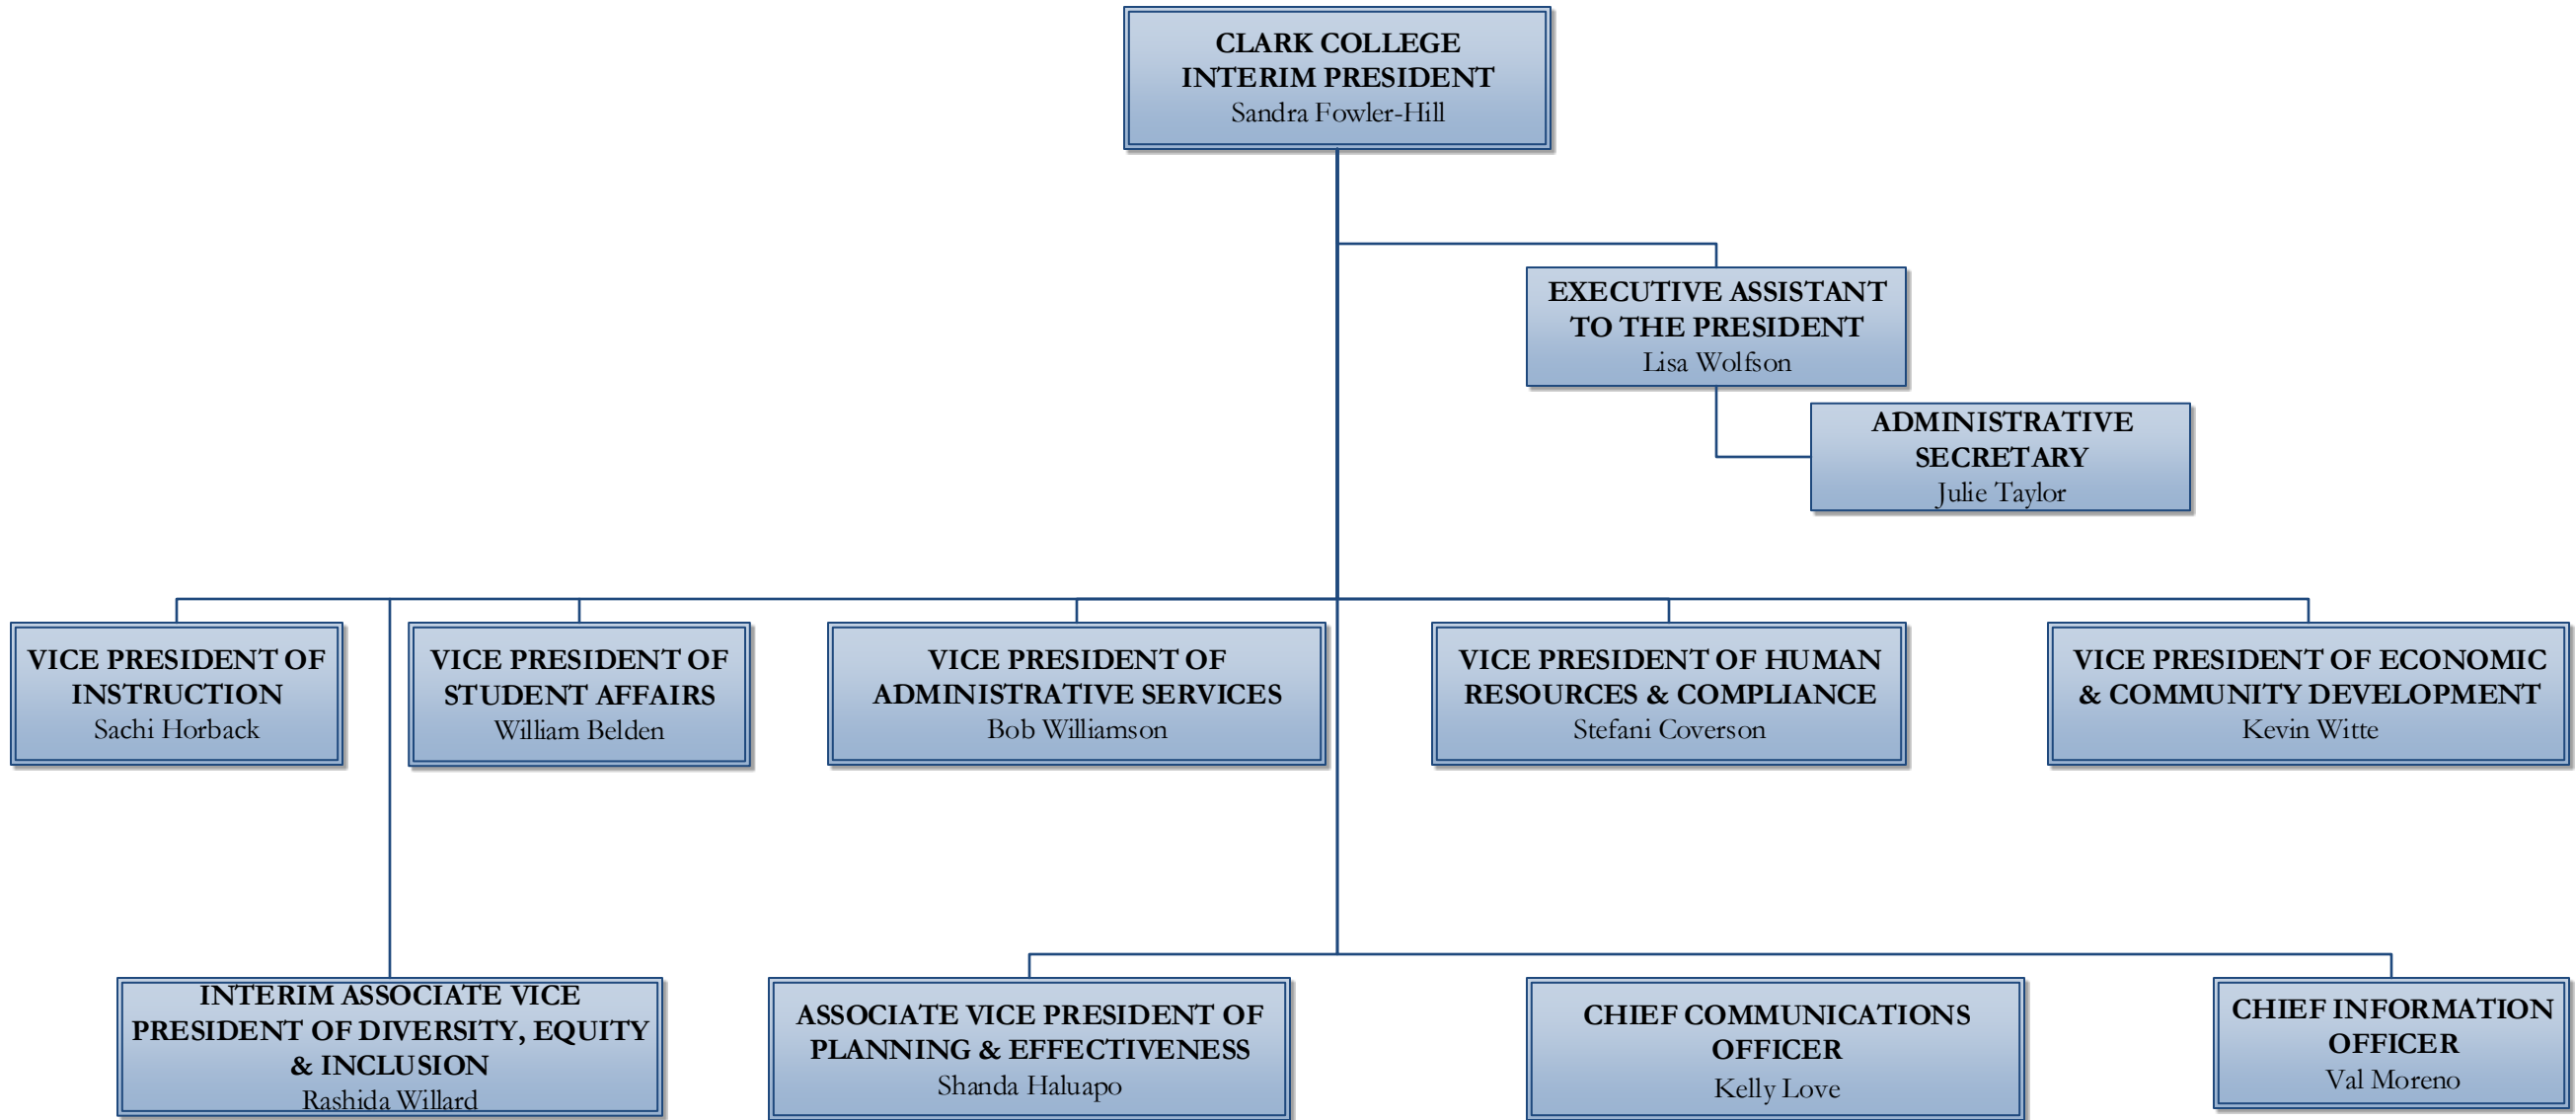 CLARK COLLEGE
INTERIM PRESIDENT
Sandra Fowler-Hill
EXECUTIVE ASSISTANT
TO THE PRESIDENT
Lisa Wolfson
ADMINISTRATIVE
SECRETARY
Julie Taylor
VICE PRESIDENT OF
INSTRUCTION
Sachi Horback
VICE PRESIDENT OF
STUDENT AFFAIRS
William Belden
VICE PRESIDENT OF
ADMINISTRATIVE SERVICES
Bob Williamson
VICE PRESIDENT OF HUMAN
RESOURCES & COMPLIANCE
Stefani Coverson
VICE PRESIDENT OF ECONOMIC
& COMMUNITY DEVELOPMENT
Kevin Witte
INTERIM ASSOCIATE VICE
PRESIDENT OF DIVERSITY, EQUITY
& INCLUSION
Rashida Willard
ASSOCIATE VICE PRESIDENT OF
PLANNING & EFFECTIVENESS
Shanda Haluapo
CHIEF COMMUNICATIONS
OFFICER
Kelly Love
CHIEF INFORMATION
OFFICER
Val Moreno